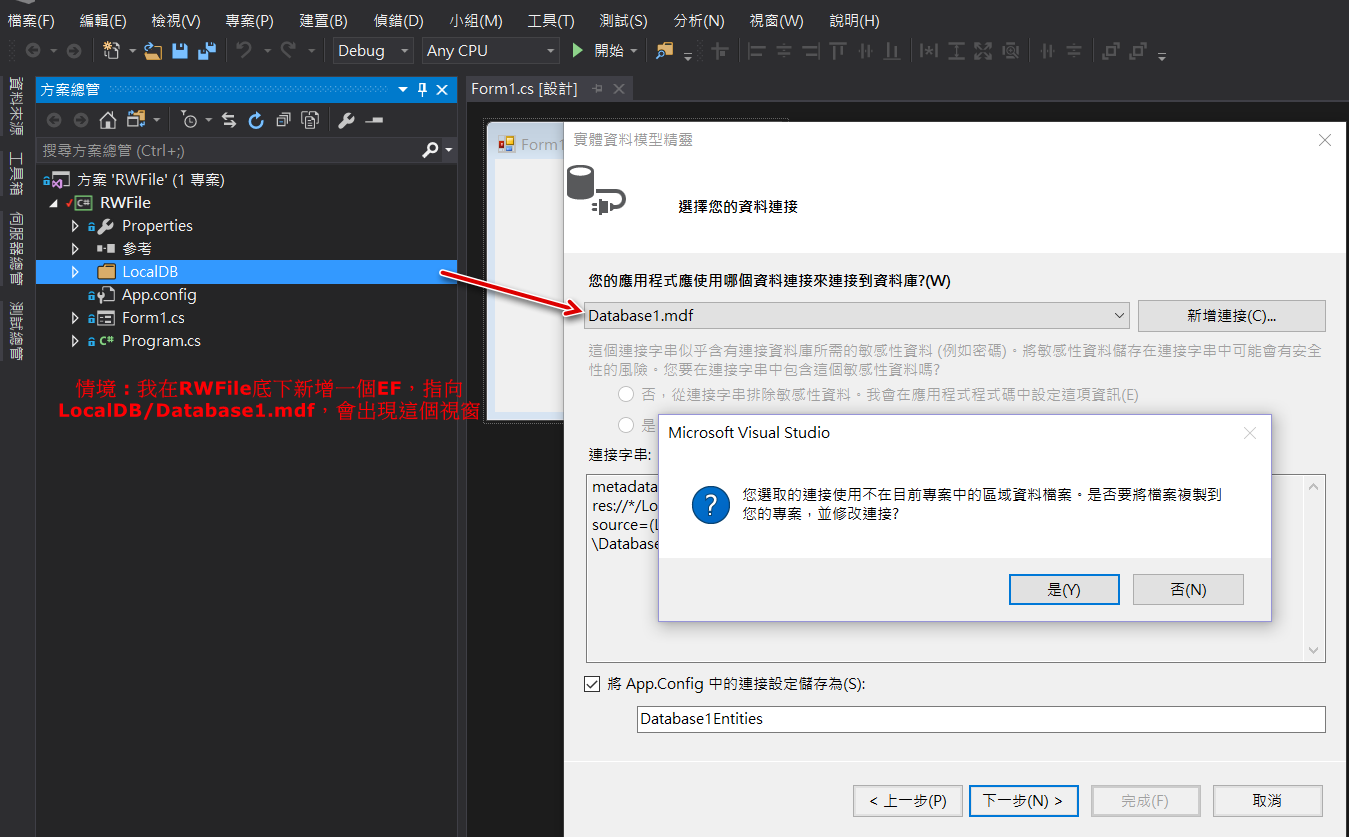 檔案(F) 編輯(E) 檢視(V) 專案(P) 建置(B) 偵錯(D) 小組(M) 工具(T) 測試(S) 分析(N) 視窗(W) 說明(H)
Debug Any CPU 開始
資料來源
工具箱
伺服器總管
測試總管
方案總管
搜尋方案總管 (Ctrl+;)
方案 'RWFile' (1 專案)
RWFile
Properties
參考
LocalDB
App.config
Form1.cs
Program.cs
情境：我在RWFile底下新增一個EF，指向
LocalDB/Database1.mdf，會出現這個視窗
Form1.cs [設計]
Form1
實體資料模型精靈
選擇您的資料連接
您的應用程式應使用哪個資料連接來連接到資料庫?(W)
Database1.mdf 新增連接(C)...
這個連接字串似乎含有連接資料庫所需的敏感性資料 (例如密碼)。將敏感性資料儲存在連接字串中可能會有安全
性的風險。您要在連接字串中包含這個敏感性資料嗎?
否，從連接字串排除敏感性資料。我會在應用程式程式碼中設定這項資訊(E)
是
連接字串:
metadata
res://*/Lo
source=(L
\Database
Microsoft Visual Studio
您選取的連接使用不在目前專案中的區域資料檔案。是否要將檔案複製到
您的專案，並修改連接?
是(Y) 否(N)
將 App.Config 中的連接設定儲存為(S):
Database1Entities
< 上一步(P) 下一步(N) > 完成(F) 取消